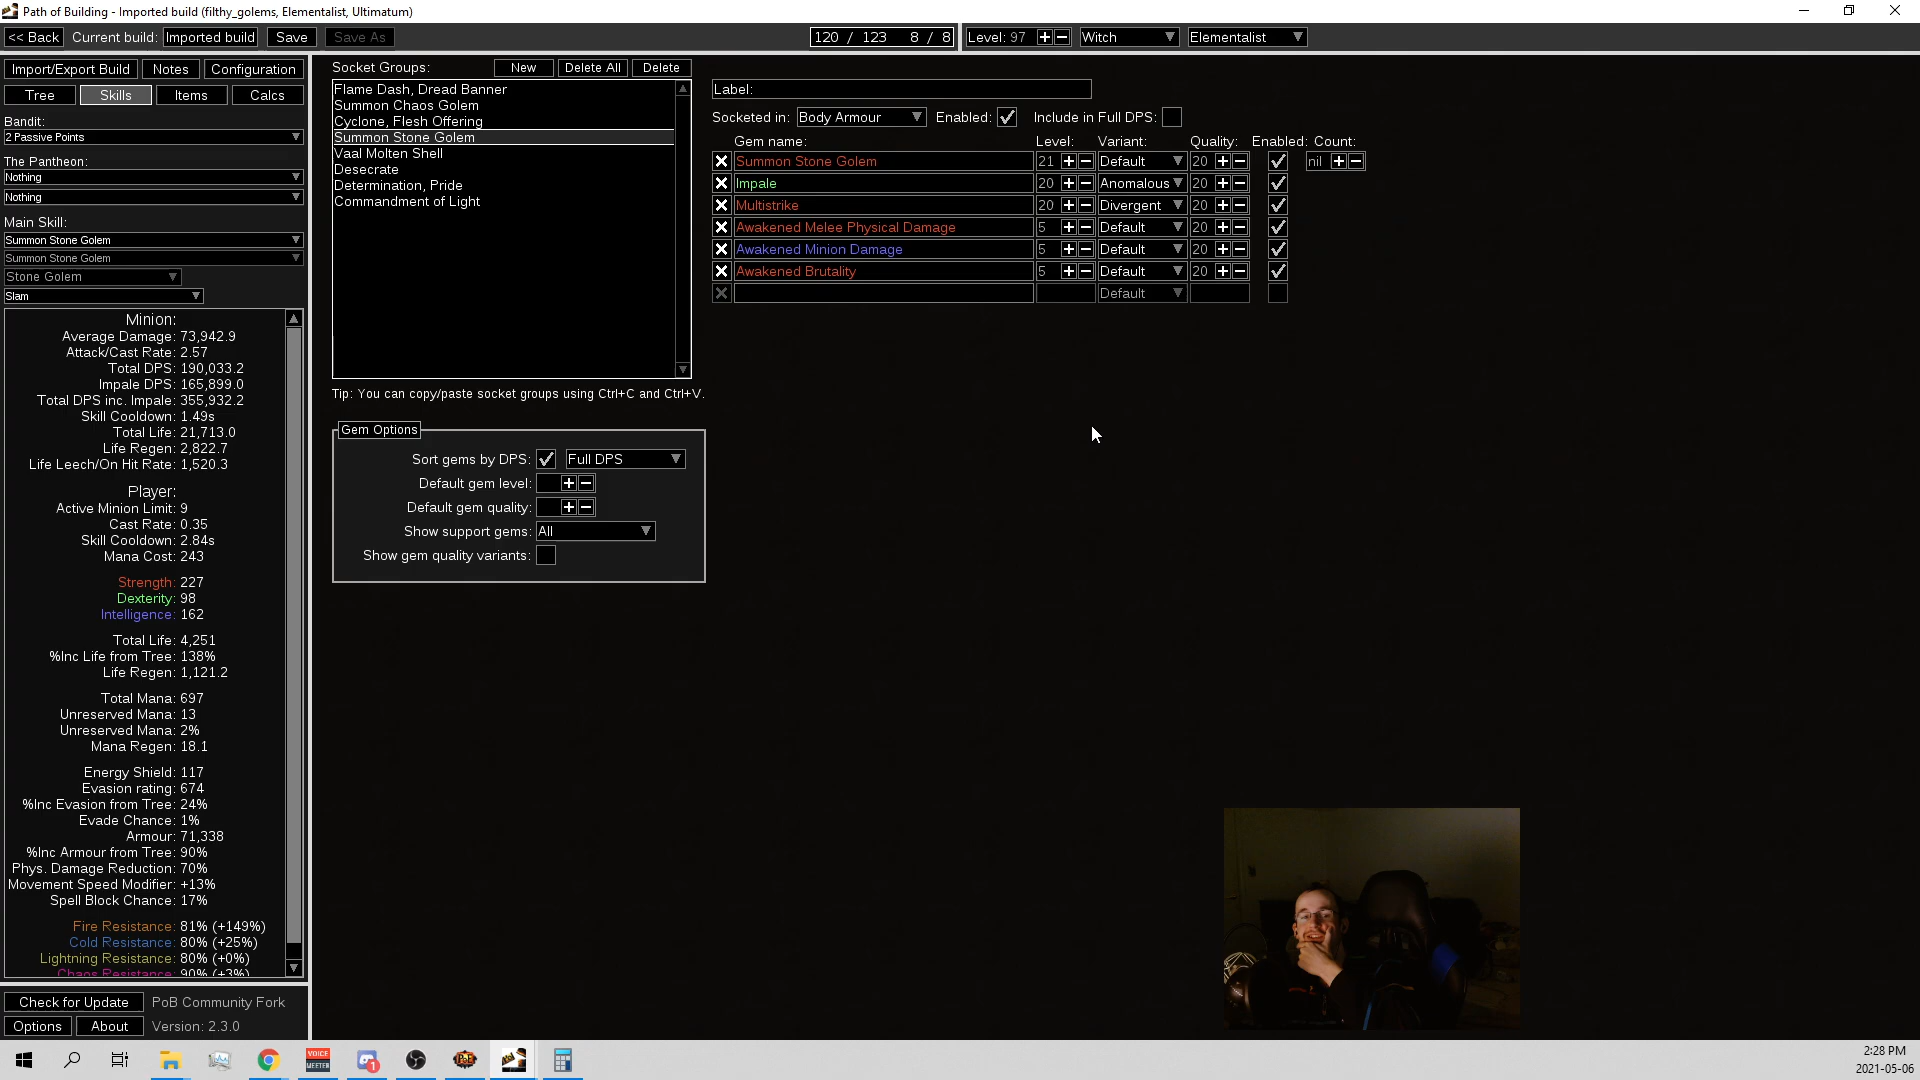 Path of Building - Imported build (filthy_golems, Elementalist, Ultimatum)
<< Back Current build: Imported build Save Save As 120 / 123 8 / 8 Level: 97 + - Witch Elementalist
Import/Export Build Notes Configuration
Tree Skills Items Calcs
Bandit:
2 Passive Points
The Pantheon:
Nothing
Nothing
Main Skill:
Summon Stone Golem
Summon Stone Golem
Stone Golem
Slam
Minion:
Average Damage: 73,942.9
Attack/Cast Rate: 2.57
Total DPS: 190,033.2
Impale DPS: 165,899.0
Total DPS inc. Impale: 355,932.2
Skill Cooldown: 1.49s
Total Life: 21,713.0
Life Regen: 2,822.7
Life Leech/On Hit Rate: 1,520.3
Player:
Active Minion Limit: 9
Cast Rate: 0.35
Skill Cooldown: 2.84s
Mana Cost: 243
Strength: 227
Dexterity: 98
Intelligence: 162
Total Life: 4,251
%Inc Life from Tree: 138%
Life Regen: 1,121.2
Total Mana: 697
Unreserved Mana: 13
Unreserved Mana: 2%
Mana Regen: 18.1
Energy Shield: 117
Evasion rating: 674
%Inc Evasion from Tree: 24%
Evade Chance: 1%
Armour: 71,338
%Inc Armour from Tree: 90%
Phys. Damage Reduction: 70%
Movement Speed Modifier: +13%
Spell Block Chance: 17%
Fire Resistance: 81% (+149%)
Cold Resistance: 80% (+25%)
Lightning Resistance: 80% (+0%)
Chaos Resistance: 90% (+3%)
Check for Update PoB Community Fork
Options About Version: 2.3.0
Socket Groups: New Delete All Delete
Flame Dash, Dread Banner
Summon Chaos Golem
Cyclone, Flesh Offering
Summon Stone Golem
Vaal Molten Shell
Desecrate
Determination, Pride
Commandment of Light
Tip: You can copy/paste socket groups using Ctrl+C and Ctrl+V.
Gem Options
Sort gems by DPS: Full DPS
Default gem level: + -
Default gem quality: + -
Show support gems: All
Show gem quality variants:
Label:
Socketed in: Body Armour Enabled: Include in Full DPS:
Gem name: Level: Variant: Quality: Enabled: Count:
Summon Stone Golem 21 + - Default 20 + - nil + -
Impale 20 + - Anomalous 20 + -
Multistrike 20 + - Divergent 20 + -
Awakened Melee Physical Damage 5 + - Default 20 + -
Awakened Minion Damage 5 + - Default 20 + -
Awakened Brutality 5 + - Default 20 + -
Default
VOICE
MEETER
1
PoE
2:28 PM
2021-05-06